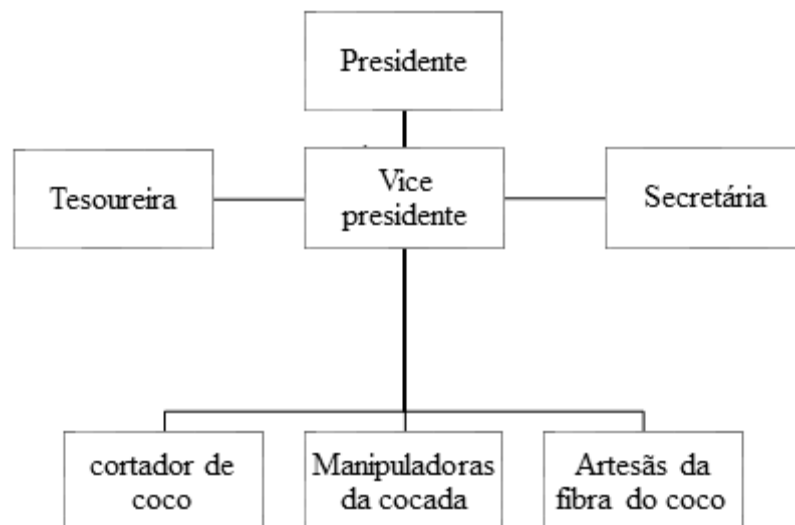 Presidente
Tesoureira
Vice
presidente
Secretária
cortador de
coco
Manipuladoras
da cocada
Artesãs da
fibra do coco